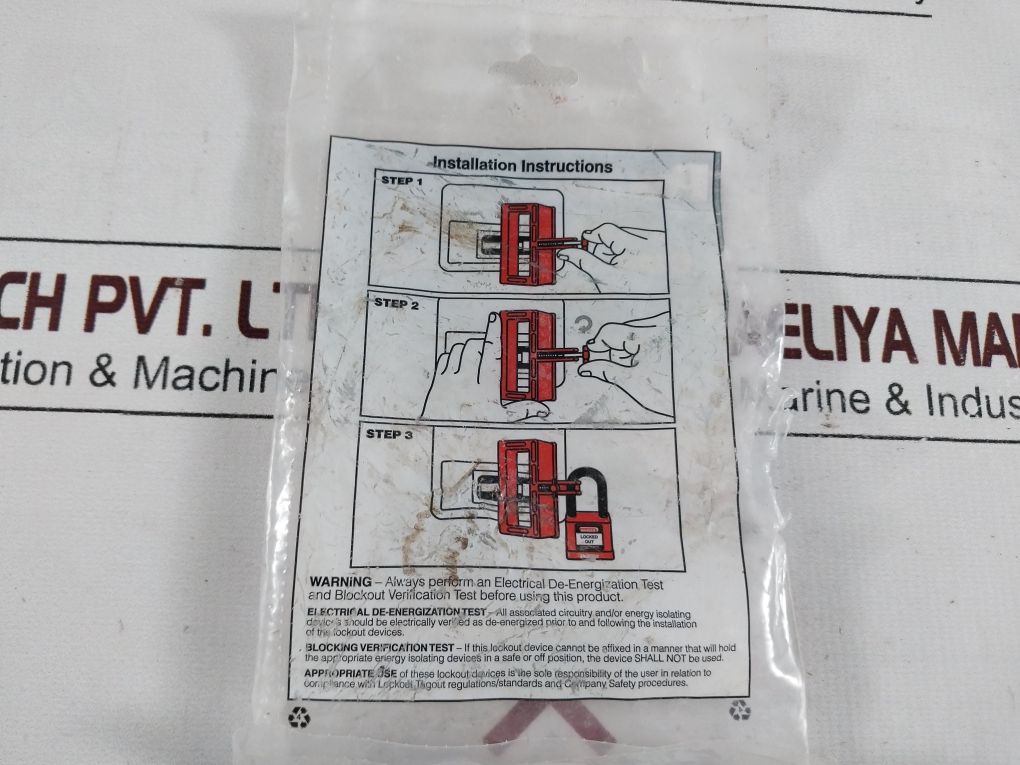 Installation Instructions
STEP 1
STEP 2
STEP 3
LOCKED
OUT
WARNING – Always perform an Electrical De-Energization Test
and Blockout Verification Test before using this product.
ELECTRICAL DE-ENERGIZATION TEST – All associated circuitry and/or energy isolating
devices should be electrically verified as de-energized prior to and following the installation
of the lockout devices.
BLOCKING VERIFICATION TEST – If this lockout device cannot be affixed in a manner that will hold
the appropriate energy isolating devices in a safe or off position, the device SHALL NOT be used.
APPROPRIATE USE of these lockout devices is the sole responsibility of the user in relation to
compliance with Lockout Tagout regulations/standards and Company Safety procedures.
CH PVT. LT
tion & Machin
ELIYA MA
arine & Indus